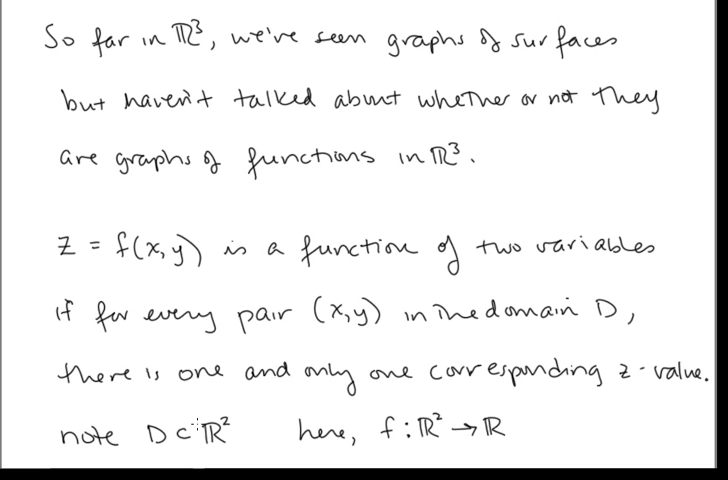 So far in ℝ³, we've seen graphs of surfaces
but haven't talked about whether or not they
are graphs of functions in ℝ³.
z = f(x,y) is a function of two variables
if for every pair (x,y) in the domain D,
there is one and only one corresponding z-value.
note D ⊂ ℝ² here, f : ℝ² → ℝ